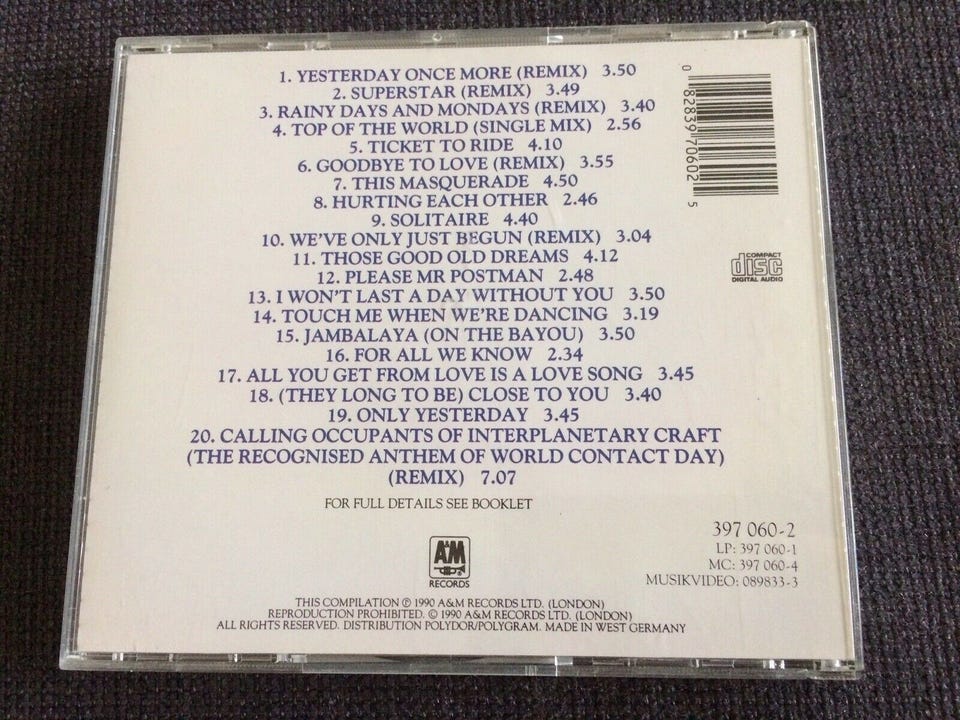 1. YESTERDAY ONCE MORE (REMIX) 3.50
2. SUPERSTAR (REMIX) 3.49
3. RAINY DAYS AND MONDAYS (REMIX) 3.40
4. TOP OF THE WORLD (SINGLE MIX) 2.56
5. TICKET TO RIDE 4.10
6. GOODBYE TO LOVE (REMIX) 3.55
7. THIS MASQUERADE 4.50
8. HURTING EACH OTHER 2.46
9. SOLITAIRE 4.40
10. WE'VE ONLY JUST BEGUN (REMIX) 3.04
11. THOSE GOOD OLD DREAMS 4.12
12. PLEASE MR POSTMAN 2.48
13. I WON'T LAST A DAY WITHOUT YOU 3.50
14. TOUCH ME WHEN WE'RE DANCING 3.19
15. JAMBALAYA (ON THE BAYOU) 3.50
16. FOR ALL WE KNOW 2.34
17. ALL YOU GET FROM LOVE IS A LOVE SONG 3.45
18. (THEY LONG TO BE) CLOSE TO YOU 3.40
19. ONLY YESTERDAY 3.45
20. CALLING OCCUPANTS OF INTERPLANETARY CRAFT
(THE RECOGNISED ANTHEM OF WORLD CONTACT DAY)
(REMIX) 7.07
FOR FULL DETAILS SEE BOOKLET
0 82839 70602 5
COMPACT
disc
DIGITAL AUDIO
397 060-2
LP: 397 060-1
MC: 397 060-4
MUSIKVIDEO: 089833-3
A&M
RECORDS
THIS COMPILATION ℗ 1990 A&M RECORDS LTD. (LONDON)
REPRODUCTION PROHIBITED. © 1990 A&M RECORDS LTD. (LONDON)
ALL RIGHTS RESERVED. DISTRIBUTION POLYDOR/POLYGRAM. MADE IN WEST GERMANY